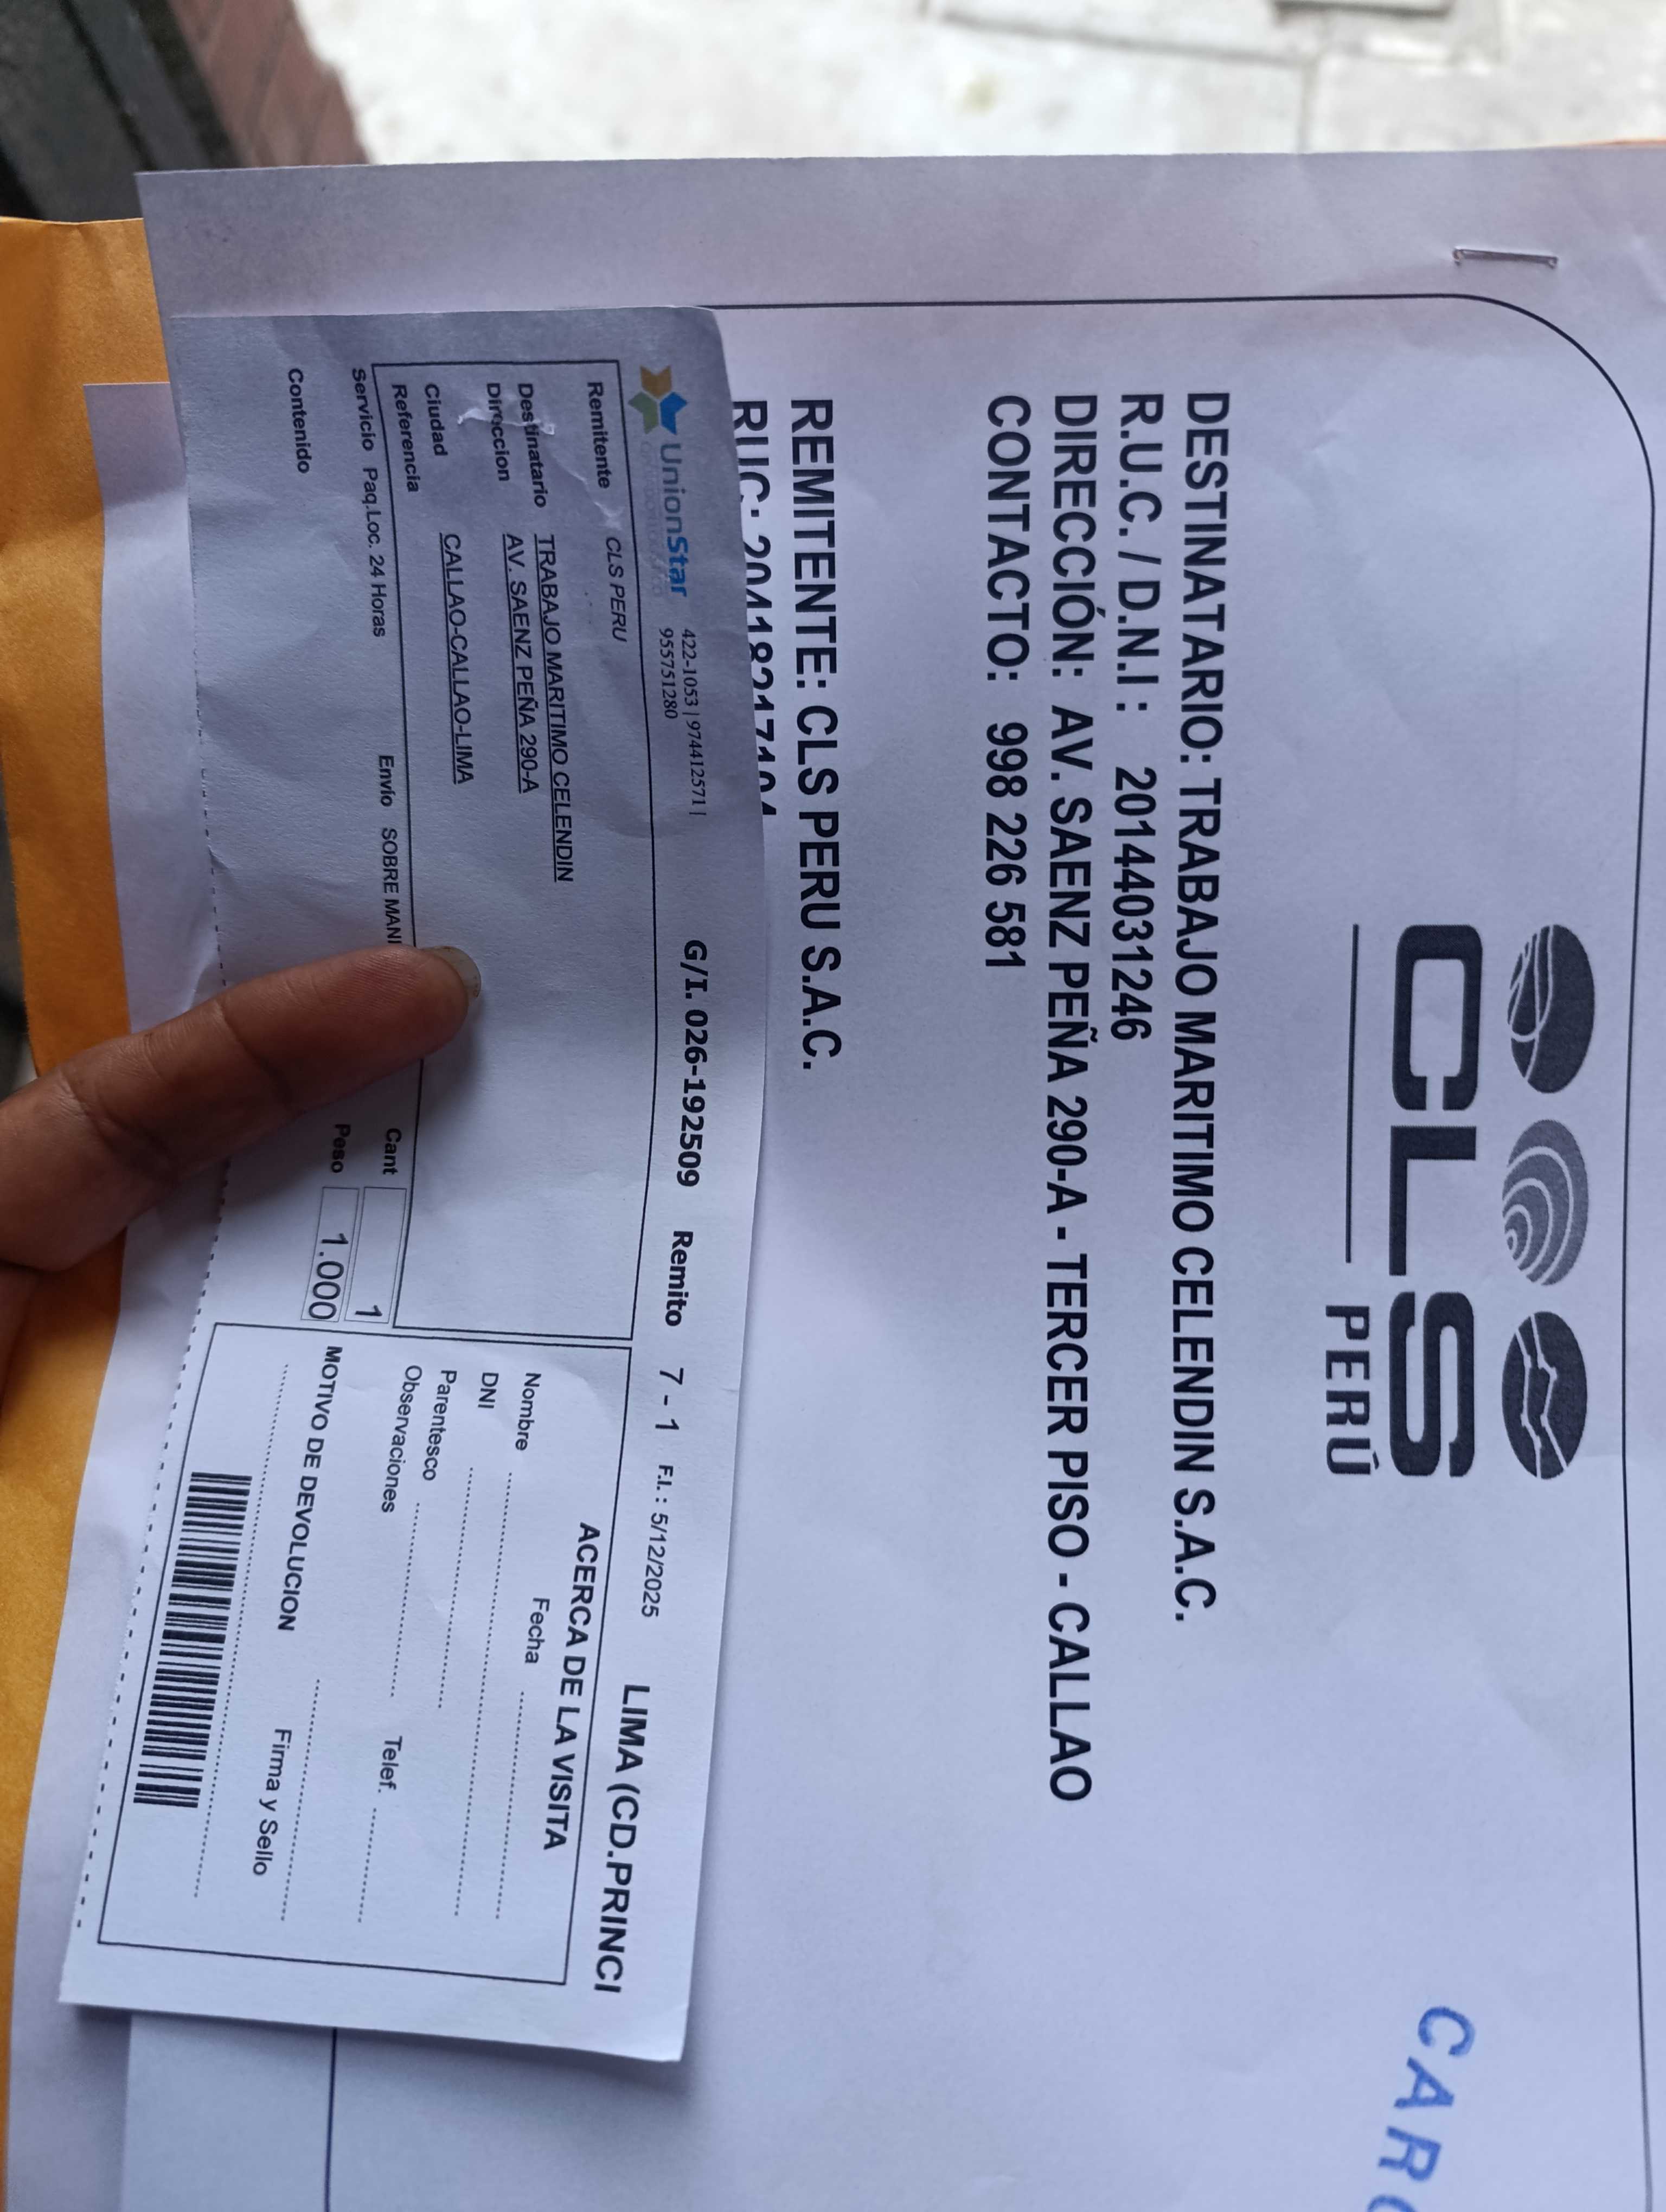 CLS
PERÚ
DESTINATARIO: TRABAJO MARITIMO CELENDIN S.A.C.
R.U.C. / D.N.I : 20144031246
DIRECCIÓN: AV. SAENZ PEÑA 290-A - TERCER PISO - CALLAO
CONTACTO: 998 226 581
REMITENTE: CLS PERU S.A.C.
RUC:
UnionStar
422-1053 | 974412571 |
955751280
G/I. 026-192509 Remito 7 - 1 F.I. : 5/12/2025 LIMA (CD.PRINCI
Remitente CLS PERU
Destinatario TRABAJO MARITIMO CELENDIN
Direccion AV. SAENZ PEÑA 290-A
Ciudad CALLAO-CALLAO-LIMA
Referencia
Servicio Paq.Loc. 24 Horas Envío SOBRE MANI
Cant 1
Contenido
Peso 1.000
ACERCA DE LA VISITA
Nombre Fecha
DNI
Parentesco
Observaciones Telef.
MOTIVO DE DEVOLUCION
Firma y Sello